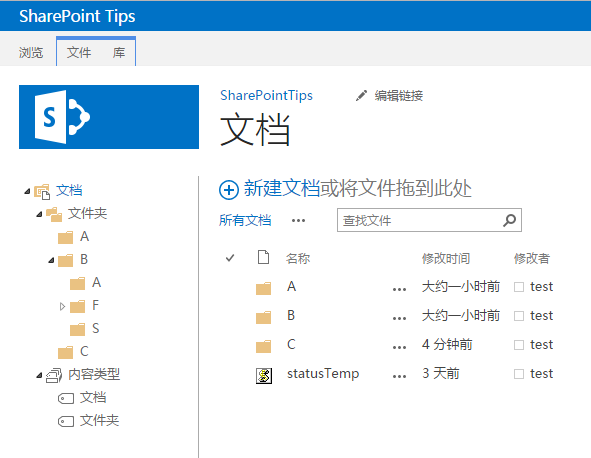 SharePoint Tips
浏览 文件 库
S
SharePointTips 编辑链接
文档
新建文档或将文件拖到此处
所有文档 ••• 查找文件
名称 修改时间 修改者
A ••• 大约一小时前 test
B ••• 大约一小时前 test
C ••• 4 分钟前 test
statusTemp ••• 3 天前 test
文档
文件夹
A
B
A
F
S
C
内容类型
文档
文件夹